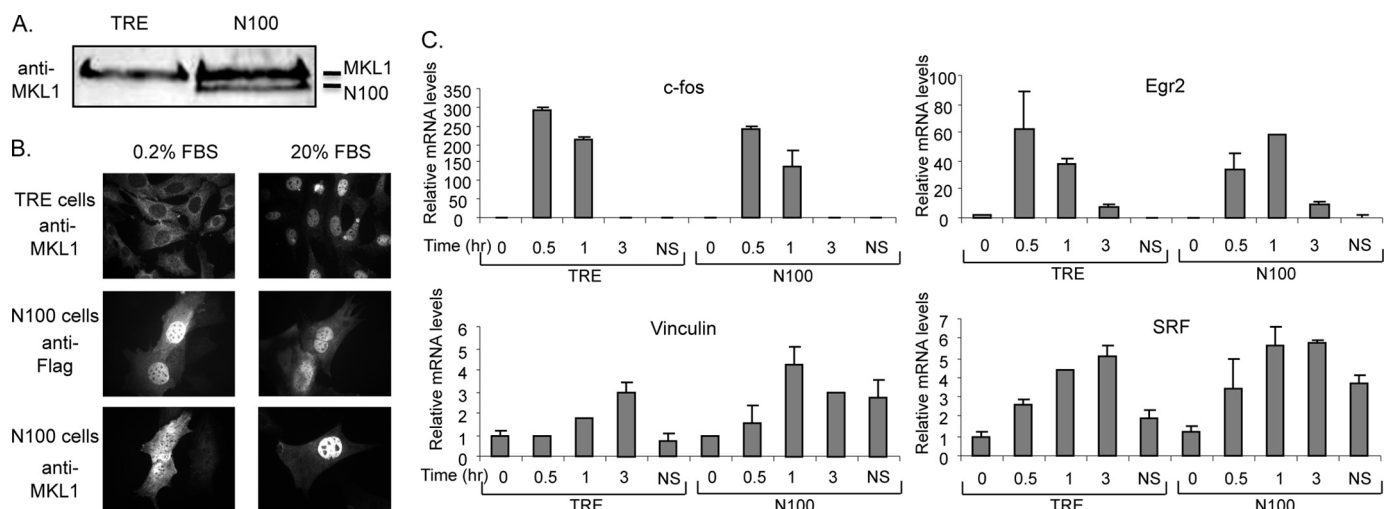 A.
TRE N100
anti-
MKL1
MKL1
N100
B.
0.2% FBS 20% FBS
TRE cells
anti-
MKL1
N100 cells
anti-
Flag
N100 cells
anti-
MKL1
C.
c-fos
Relative mRNA levels
350
300
250
200
150
100
50
0
Time (hr) 0 0.5 1 3 NS 0 0.5 1 3 NS
TRE N100
Egr2
Relative mRNA levels
100
80
60
40
20
0
0 0.5 1 3 NS 0 0.5 1 3 NS
TRE N100
Vinculin
Relative mRNA levels
6
5
4
3
2
1
0
Time (hr) 0 0.5 1 3 NS 0 0.5 1 3 NS
TRE N100
SRF
Relative mRNA levels
7
6
5
4
3
2
1
0
0 0.5 1 3 NS 0 0.5 1 3 NS
TRE N100